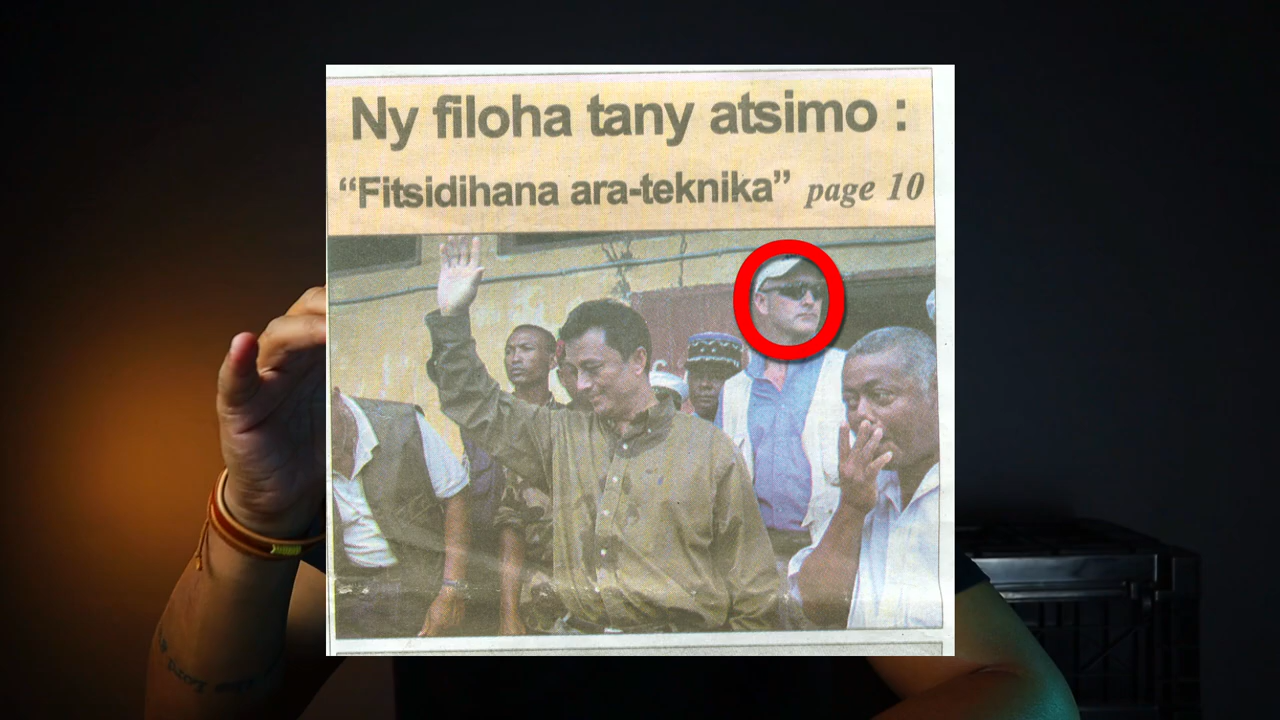 Ny filoha tany atsimo :
“Fitsidihana ara-teknika” page 10